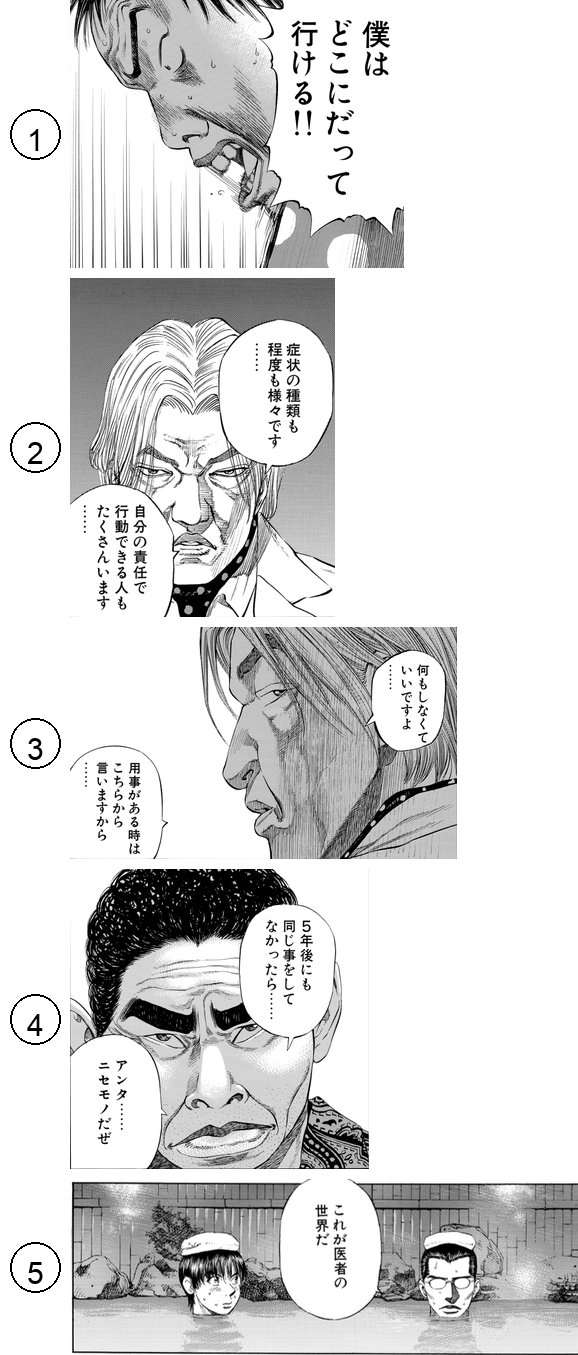 1
僕は
どこにだって
行ける!!
2
症状の種類も
程度も様々です
……
自分の責任で
行動できる人も
たくさんいます
……
3
何もしなくて
いいですよ
……
用事がある時は
こちらから
言いますから
……
4
5年後にも
同じ事をして
なかったら……
アンタ……
ニセモノだぜ
5
これが医者の
世界だ